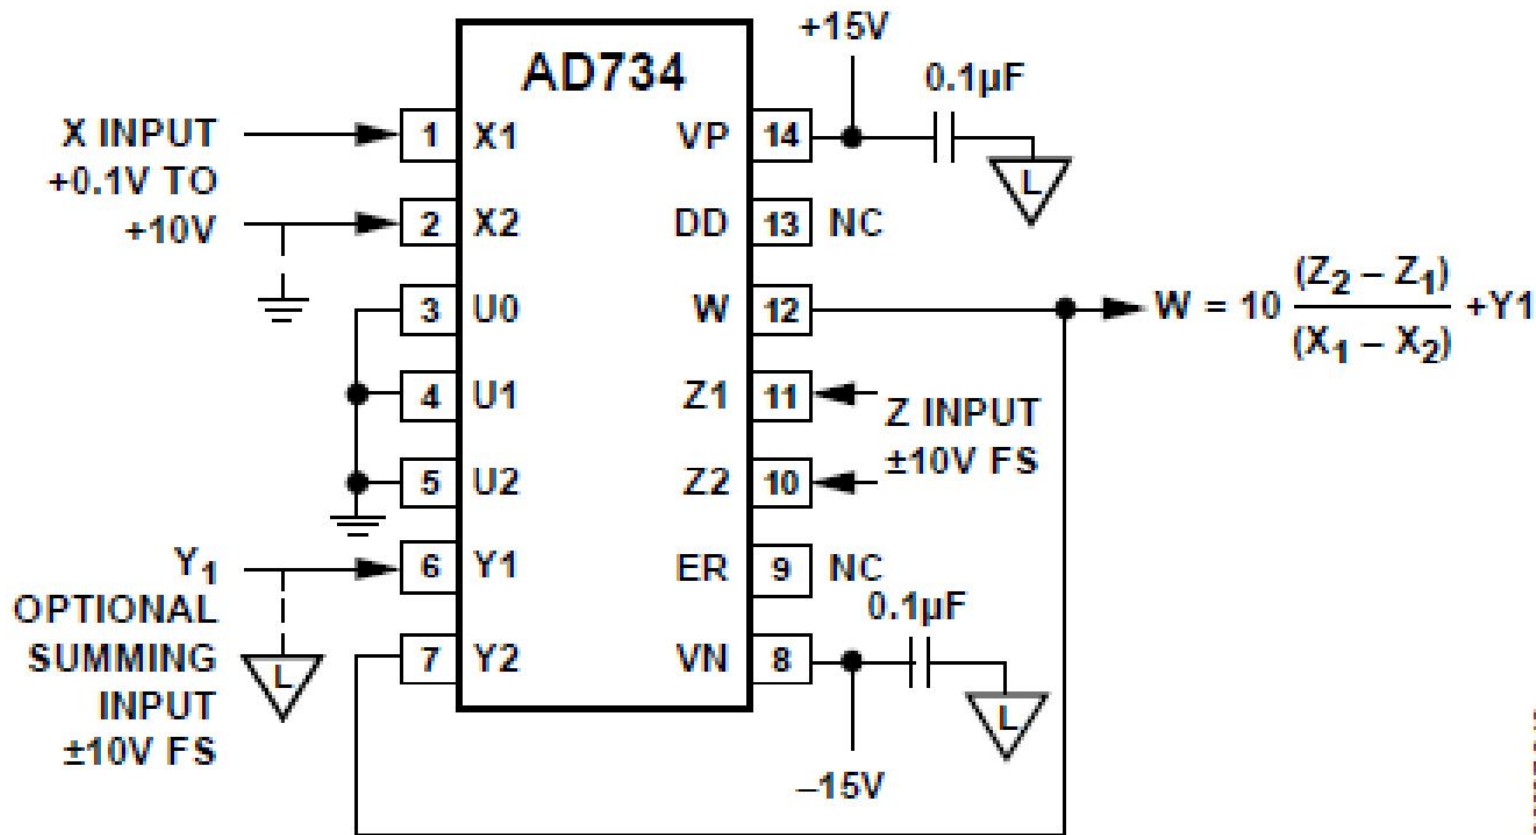 AD734
X INPUT
+0.1V TO
+10V
1 X1
2 X2
3 U0
4 U1
5 U2
6 Y1
7 Y2
Y1
OPTIONAL
SUMMING
INPUT
±10V FS
L
VP 14
DD 13 NC
W 12
Z1 11
Z2 10
ER 9 NC
VN 8
+15V
0.1µF
L
W = 10 (Z2 – Z1) / (X1 – X2) +Y1
Z INPUT
±10V FS
0.1µF
L
–15V